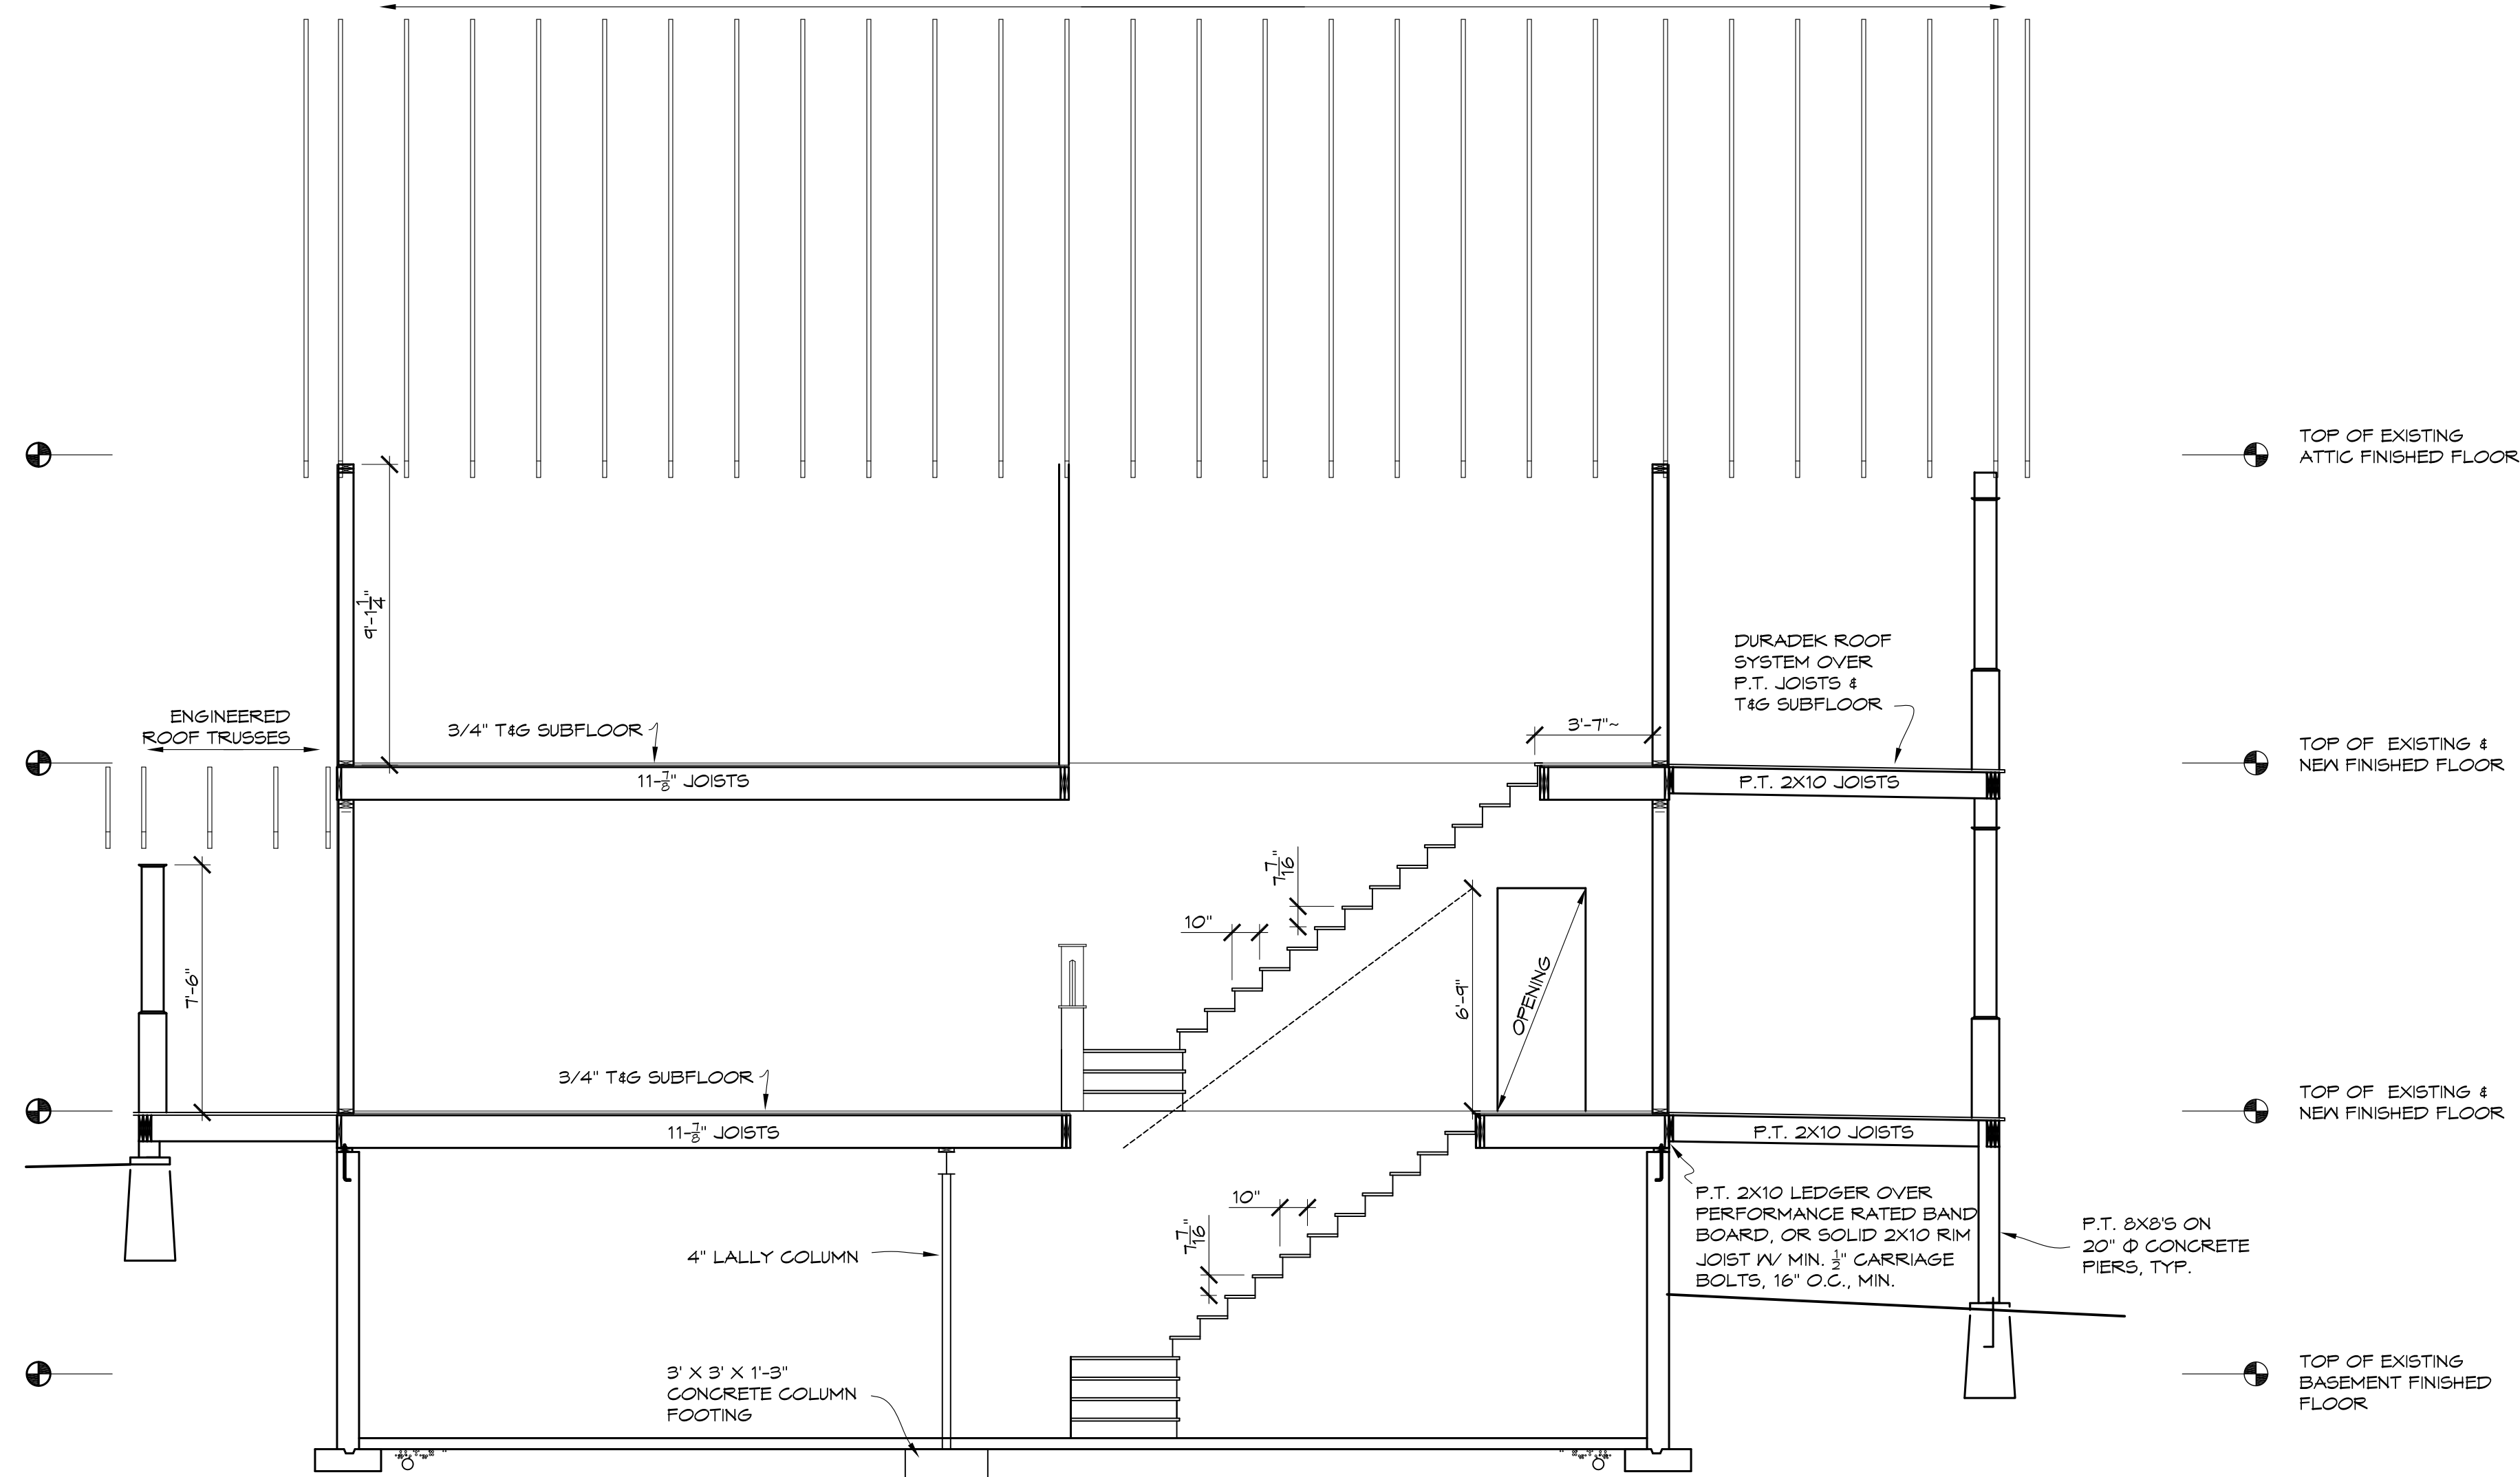 TOP OF EXISTING
ATTIC FINISHED FLOOR
9'-1 1/4"
DURADEK ROOF
SYSTEM OVER
P.T. JOISTS &
T&G SUBFLOOR
ENGINEERED
ROOF TRUSSES
3/4" T&G SUBFLOOR
3'-7"~
TOP OF EXISTING &
NEW FINISHED FLOOR
11-7/8" JOISTS
P.T. 2X10 JOISTS
7 7/16"
10"
7'-6"
6'-9"
OPENING
3/4" T&G SUBFLOOR
TOP OF EXISTING &
NEW FINISHED FLOOR
11-7/8" JOISTS
P.T. 2X10 JOISTS
10"
7 7/16"
P.T. 2X10 LEDGER OVER
PERFORMANCE RATED BAND
BOARD, OR SOLID 2X10 RIM
JOIST W/ MIN. 1/2" CARRIAGE
BOLTS, 16" O.C., MIN.
P.T. 8X8'S ON
20" Φ CONCRETE
PIERS, TYP.
4" LALLY COLUMN
3' X 3' X 1'-3"
CONCRETE COLUMN
FOOTING
TOP OF EXISTING
BASEMENT FINISHED
FLOOR